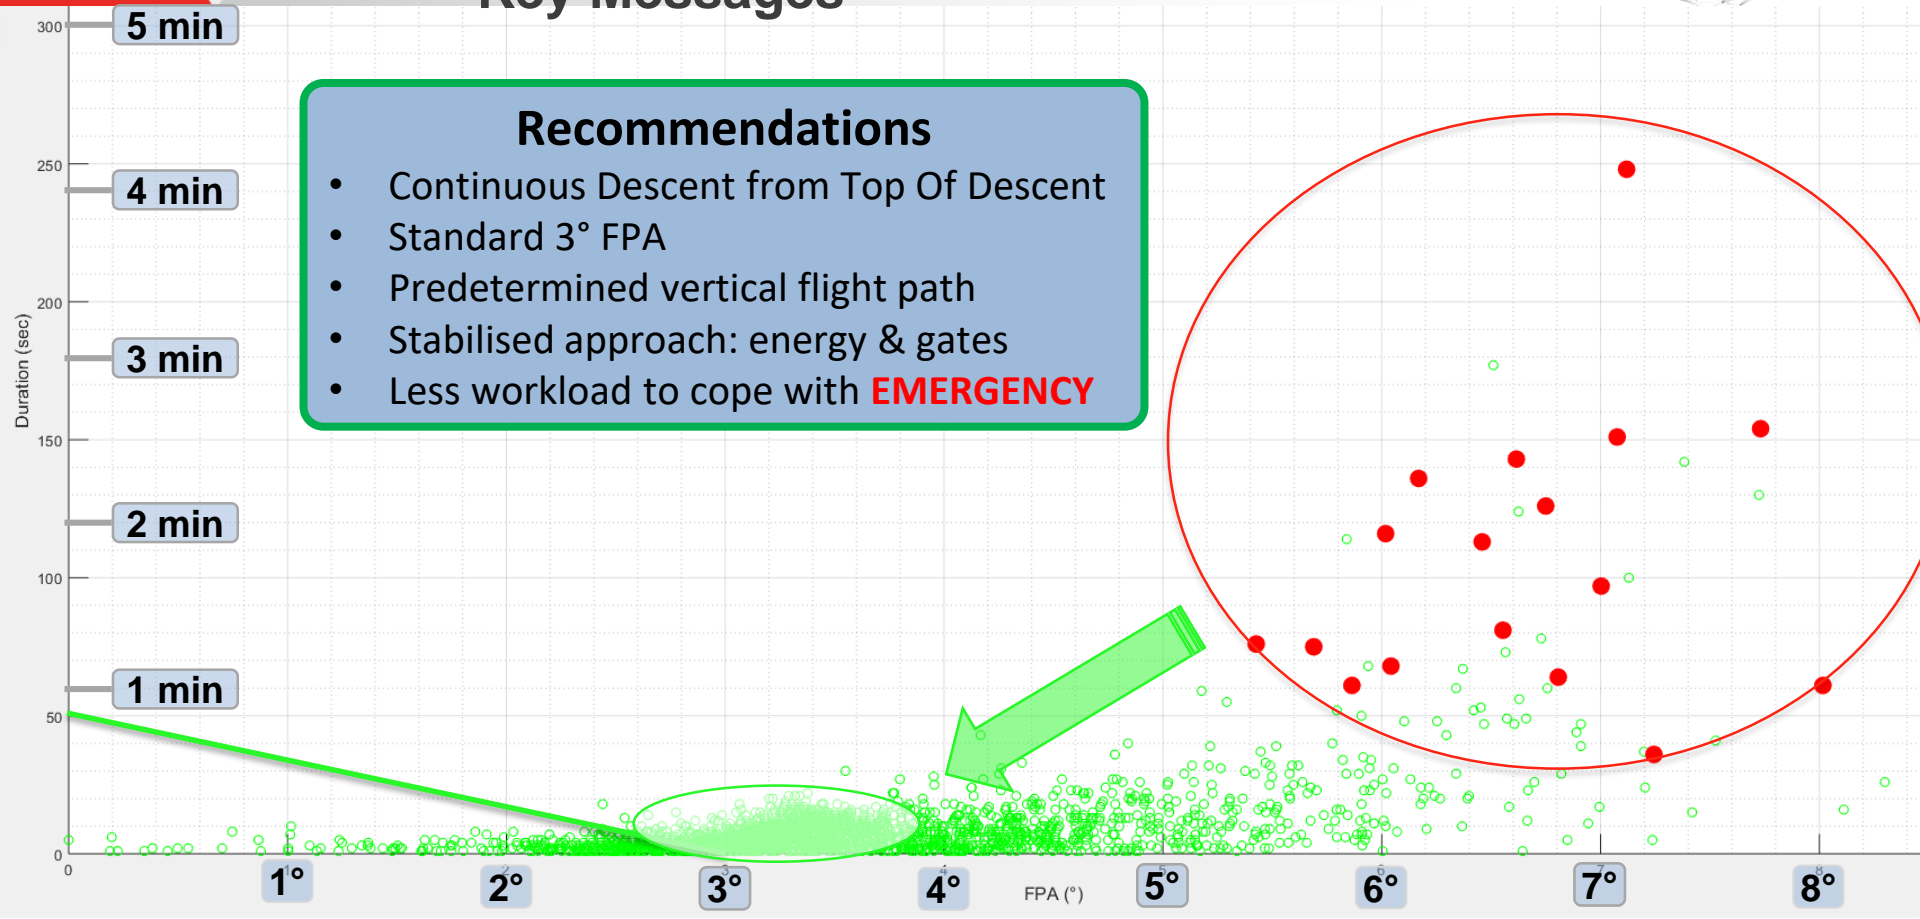 Key Messages
300
5 min
Recommendations
• Continuous Descent from Top Of Descent
• Standard 3° FPA
• Predetermined vertical flight path
• Stabilised approach: energy & gates
• Less workload to cope with EMERGENCY
250
4 min
200
3 min
Duration (sec)
150
2 min
100
1 min
50
0
0
1°
2°
3°
4°
FPA (°)
5°
6°
7°
8°